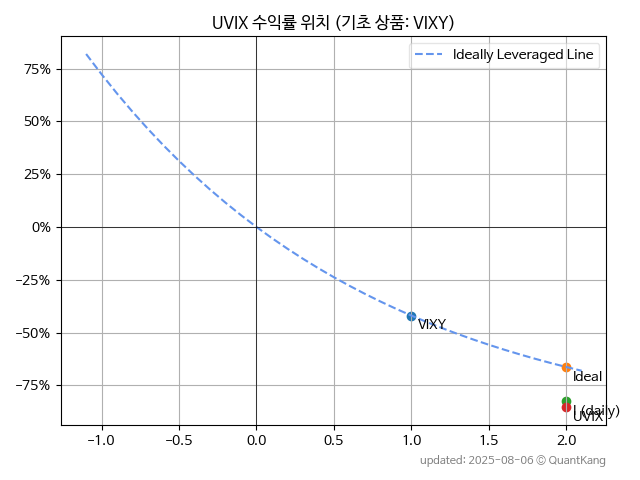 UVIX 수익률 위치 (기초 상품: VIXY)
Ideally Leveraged Line
75%
50%
25%
0%
−25%
−50%
−75%
VIXY
Ideal
(daily)
UVIX
−1.0
−0.5
0.0
0.5
1.0
1.5
2.0
updated: 2025-08-06 © QuantKang